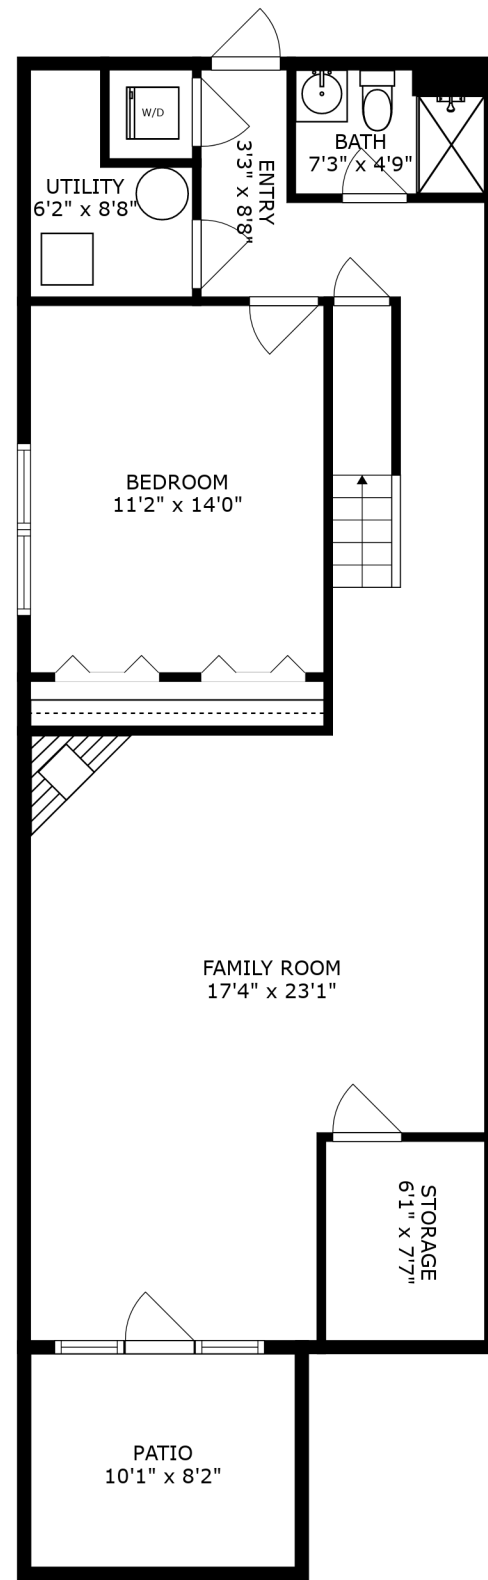 W/D
BATH
7'3" x 4'9"
ENTRY
3'3" x 8'8"
UTILITY
6'2" x 8'8"
BEDROOM
11'2" x 14'0"
FAMILY ROOM
17'4" x 23'1"
STORAGE
6'1" x 7'7"
PATIO
10'1" x 8'2"